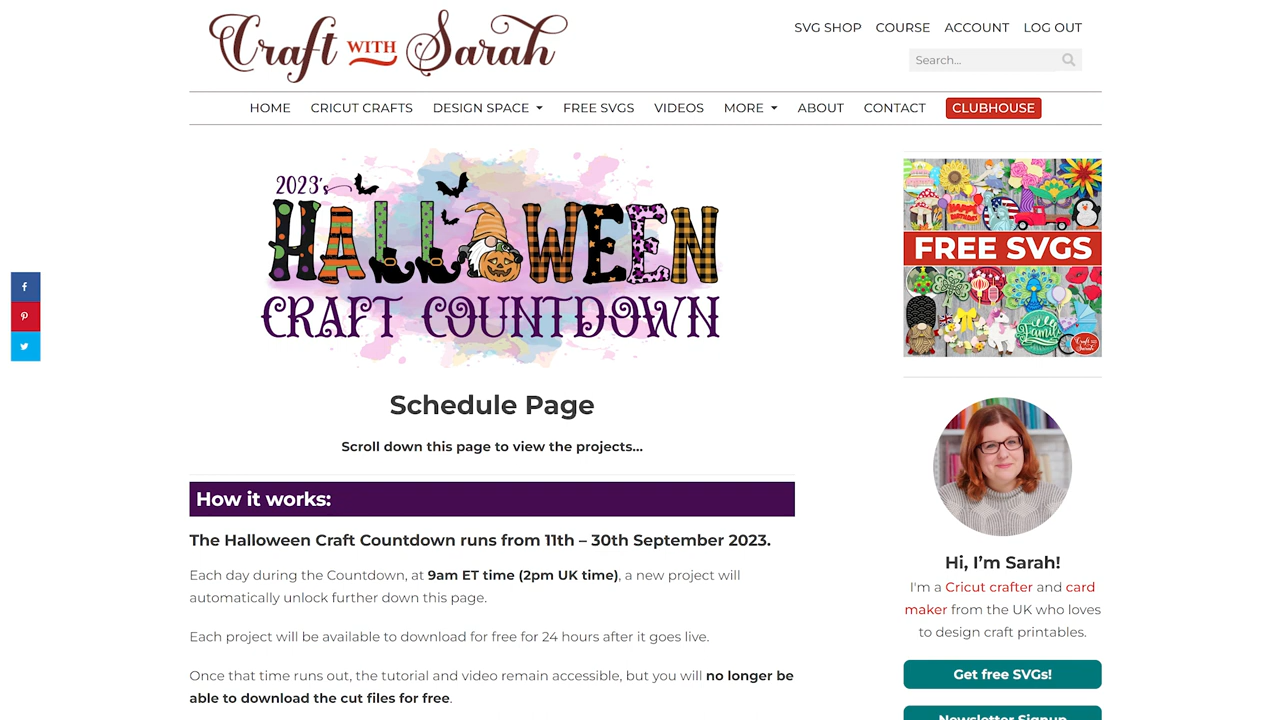 Craft WITH Sarah
SVG SHOP COURSE ACCOUNT LOG OUT
Search...
HOME CRICUT CRAFTS DESIGN SPACE FREE SVGS VIDEOS MORE ABOUT CONTACT CLUBHOUSE
2023's
HALLOWEEN
CRAFT COUNTDOWN
Schedule Page
Scroll down this page to view the projects...
How it works:
The Halloween Craft Countdown runs from 11th – 30th September 2023.
Each day during the Countdown, at 9am ET time (2pm UK time), a new project will
automatically unlock further down this page.
Each project will be available to download for free for 24 hours after it goes live.
Once that time runs out, the tutorial and video remain accessible, but you will no longer be
able to download the cut files for free.
FREE SVGS
Family
Craft with
Sarah
Hi, I'm Sarah!
I'm a Cricut crafter and card
maker from the UK who loves
to design craft printables.
Get free SVGs!
Newsletter Signup